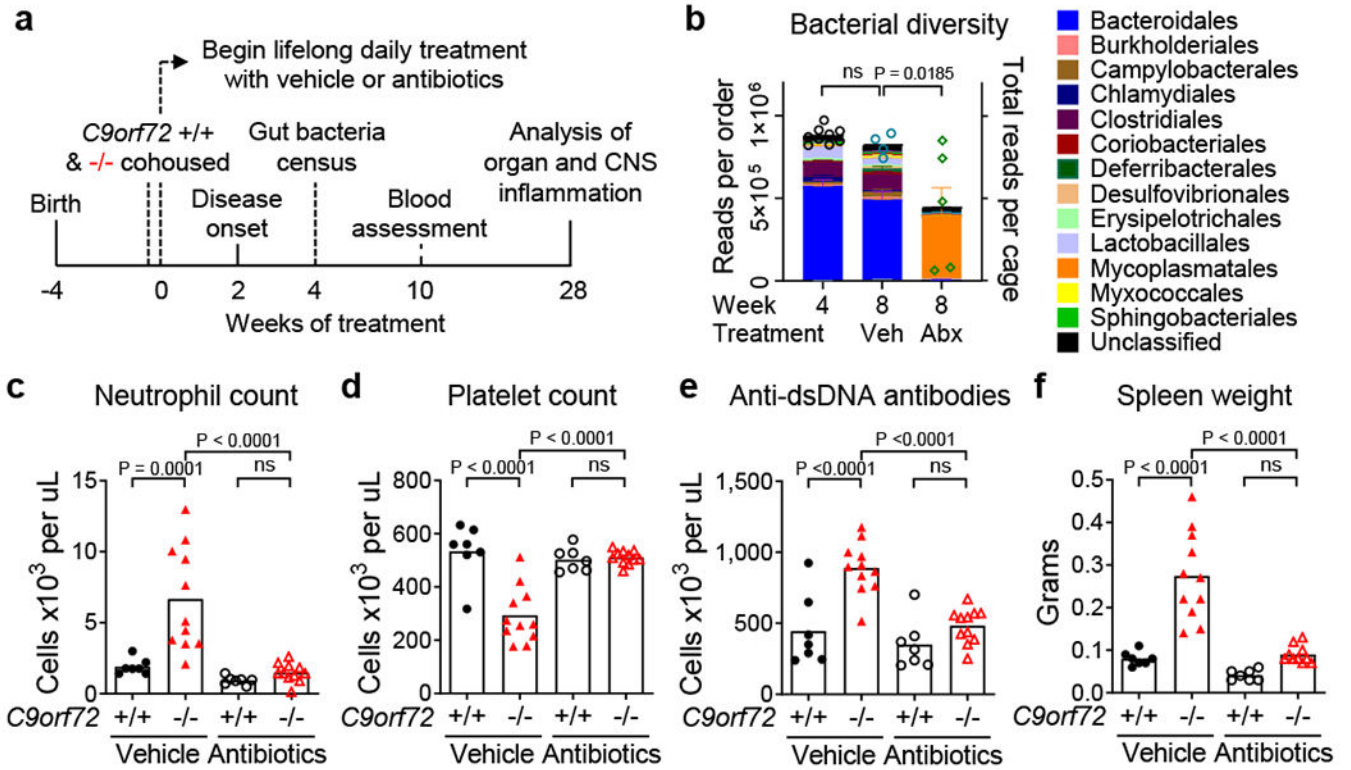 a
Begin lifelong daily treatment
with vehicle or antibiotics
C9orf72 +/+
& -/- cohoused
Gut bacteria
census
Analysis of
organ and CNS
inflammation
Birth
Disease
onset
Blood
assessment
-4 0 2 4 10 28
Weeks of treatment
b
Bacterial diversity
ns P = 0.0185
Reads per order
1×10⁶
5×10⁵
0
Total reads per cage
Week 4 8 8
Treatment Veh Abx
Bacteroidales
Burkholderiales
Campylobacterales
Chlamydiales
Clostridiales
Coriobacteriales
Deferribacterales
Desulfovibrionales
Erysipelotrichales
Lactobacillales
Mycoplasmatales
Myxococcales
Sphingobacteriales
Unclassified
c
Neutrophil count
P < 0.0001
P = 0.0001 ns
Cells x10³ per uL
15
10
5
0
C9orf72 +/+ -/- +/+ -/-
Vehicle Antibiotics
d
Platelet count
P < 0.0001
P < 0.0001 ns
Cells x10³ per uL
800
600
400
200
0
+/+ -/- +/+ -/-
Vehicle Antibiotics
e
Anti-dsDNA antibodies
P <0.0001
P <0.0001 ns
Cells x10³ per uL
1,500
1,000
500
0
C9orf72 +/+ -/- +/+ -/-
Vehicle Antibiotics
f
Spleen weight
P < 0.0001
P < 0.0001 ns
Grams
0.5
0.4
0.3
0.2
0.1
0.0
C9orf72 +/+ -/- +/+ -/-
Vehicle Antibiotics